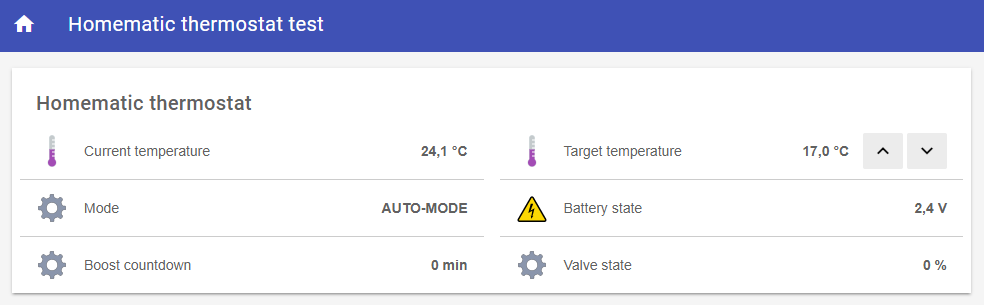 Homematic thermostat test
Homematic thermostat
Current temperature 24,1 °C Target temperature 17,0 °C
Mode AUTO-MODE Battery state 2,4 V
Boost countdown 0 min Valve state 0 %